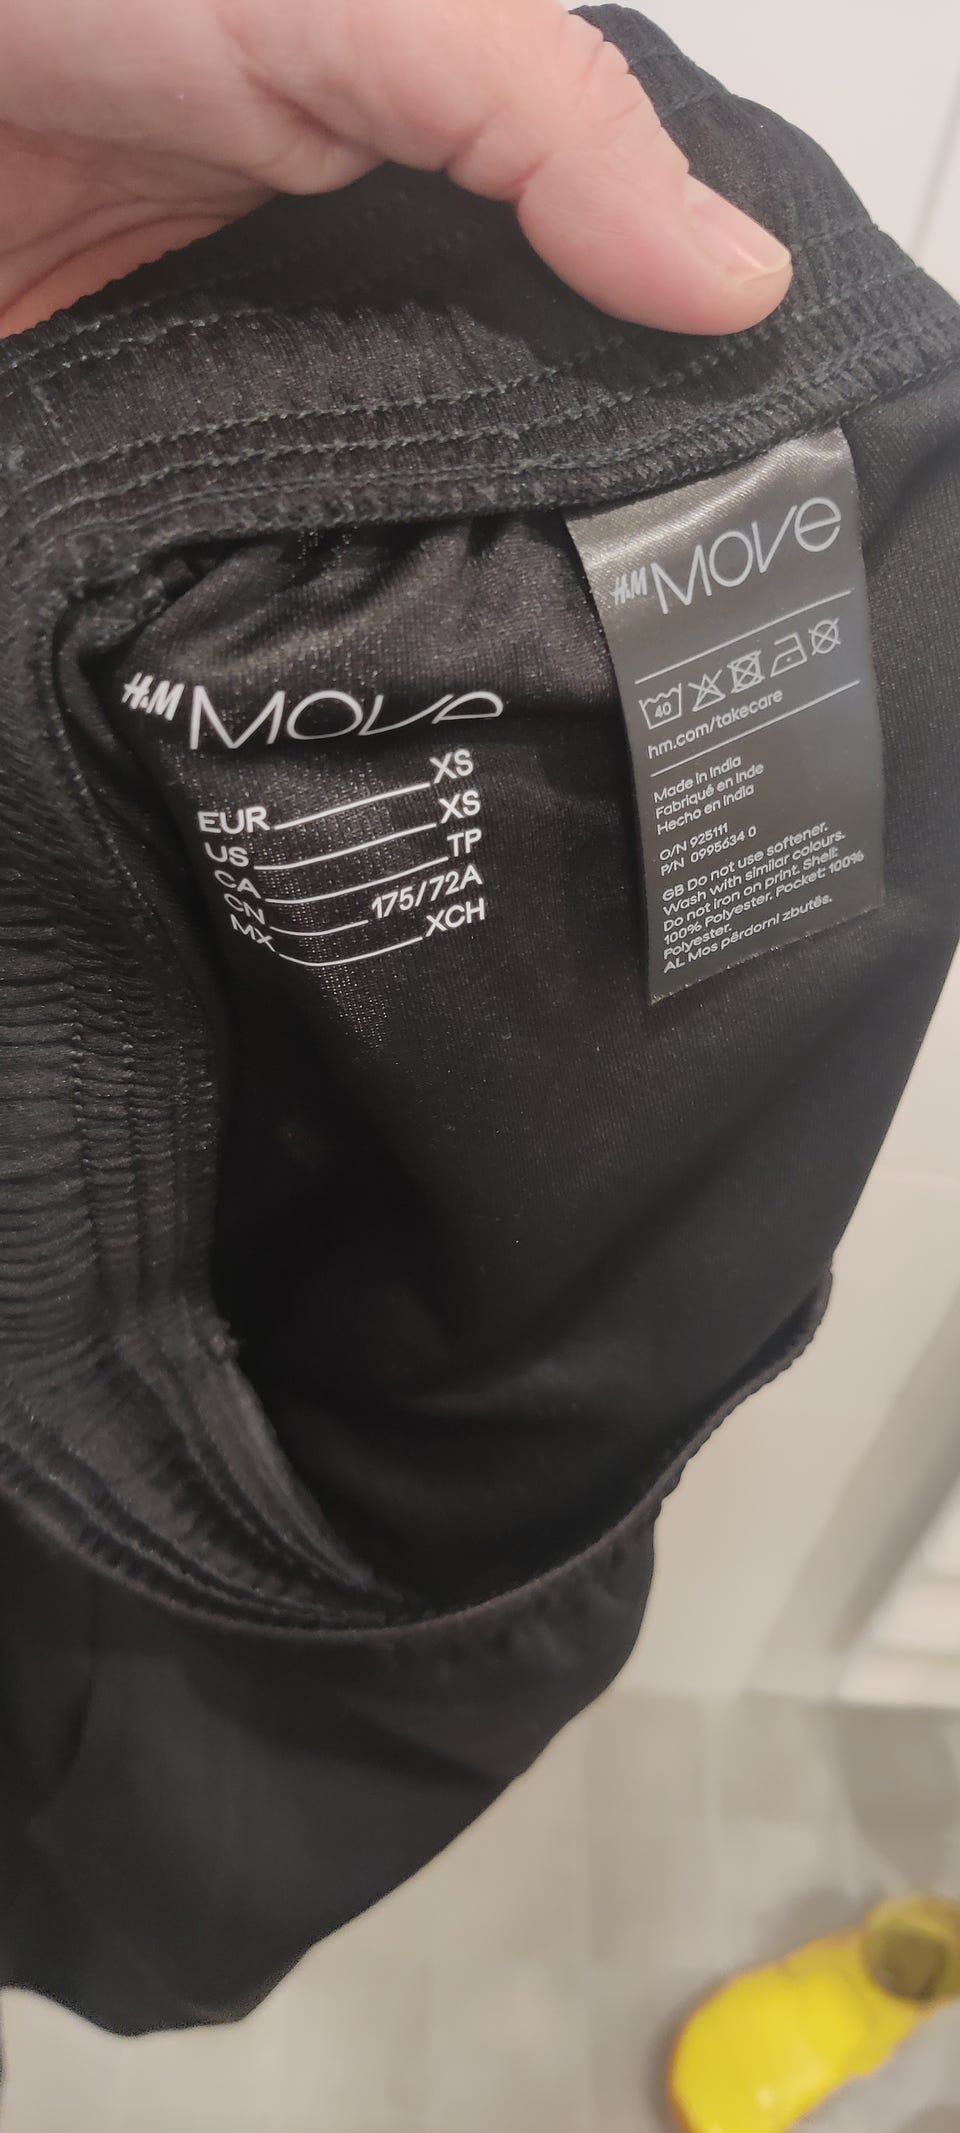 H&M MOVE
EUR XS
US XS
CA TP
CN 175/72A
MX XCH
H&M MOVE
40
hm.com/takecare
Made in India
Fabriqué en Inde
Hecho en India
O/N 925111
P/N 0995634 0
GB Do not use softener.
Wash with similar colours.
Do not iron on print. Shell:
100% Polyester. Pocket: 100%
Polyester.
AL Mos përdorni zbutës.